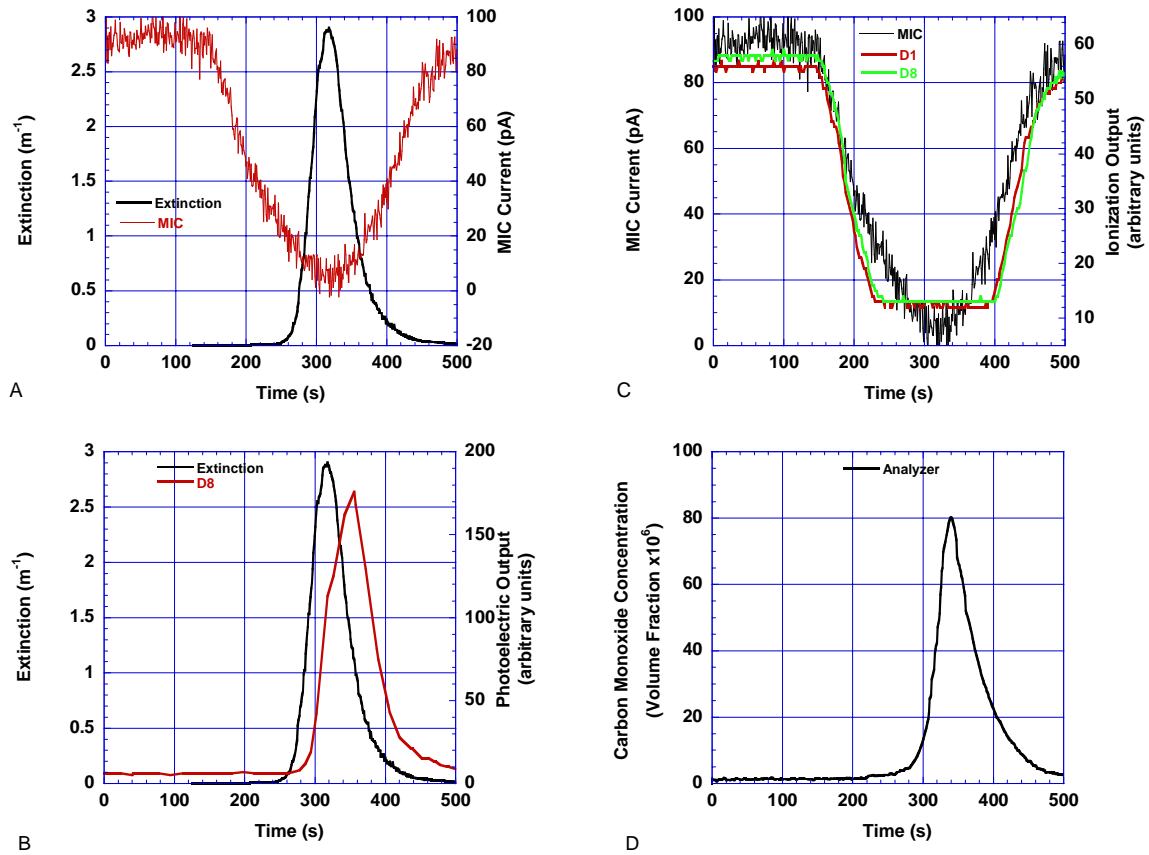 3
2.5
2
1.5
1
0.5
0
100
80
60
40
20
0
-20
0 100 200 300 400 500
Extinction (m-1)
MIC Current (pA)
Extinction
MIC
Time (s)
A
100
80
60
40
20
0
60
50
40
30
20
10
0 100 200 300 400 500
MIC Current (pA)
Ionization Output
(arbitrary units)
MIC
D1
D8
Time (s)
C
3
2.5
2
1.5
1
0.5
0
200
150
100
50
0
0 100 200 300 400 500
Extinction (m-1)
Photoelectric Output
(arbitrary units)
Extinction
D8
Time (s)
B
100
80
60
40
20
0
0 100 200 300 400 500
Carbon Monoxide Concentration
(Volume Fraction x106)
Analyzer
Time (s)
D